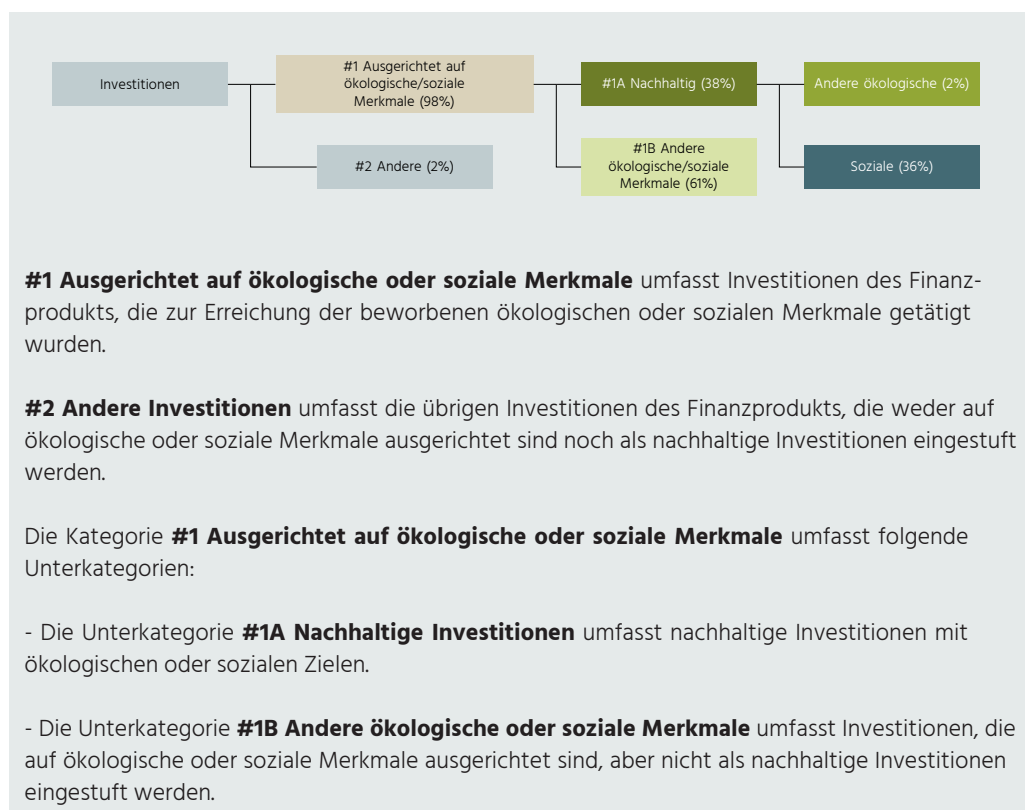 Investitionen
#1 Ausgerichtet auf
ökologische/soziale
Merkmale (98%)
#1A Nachhaltig (38%)
Andere ökologische (2%)
#2 Andere (2%)
#1B Andere
ökologische/soziale
Merkmale (61%)
Soziale (36%)
#1 Ausgerichtet auf ökologische oder soziale Merkmale umfasst Investitionen des Finanz-
produkts, die zur Erreichung der beworbenen ökologischen oder sozialen Merkmale getätigt
wurden.
#2 Andere Investitionen umfasst die übrigen Investitionen des Finanzprodukts, die weder auf
ökologische oder soziale Merkmale ausgerichtet sind noch als nachhaltige Investitionen eingestuft
werden.
Die Kategorie #1 Ausgerichtet auf ökologische oder soziale Merkmale umfasst folgende
Unterkategorien:
- Die Unterkategorie #1A Nachhaltige Investitionen umfasst nachhaltige Investitionen mit
ökologischen oder sozialen Zielen.
- Die Unterkategorie #1B Andere ökologische oder soziale Merkmale umfasst Investitionen, die
auf ökologische oder soziale Merkmale ausgerichtet sind, aber nicht als nachhaltige Investitionen
eingestuft werden.